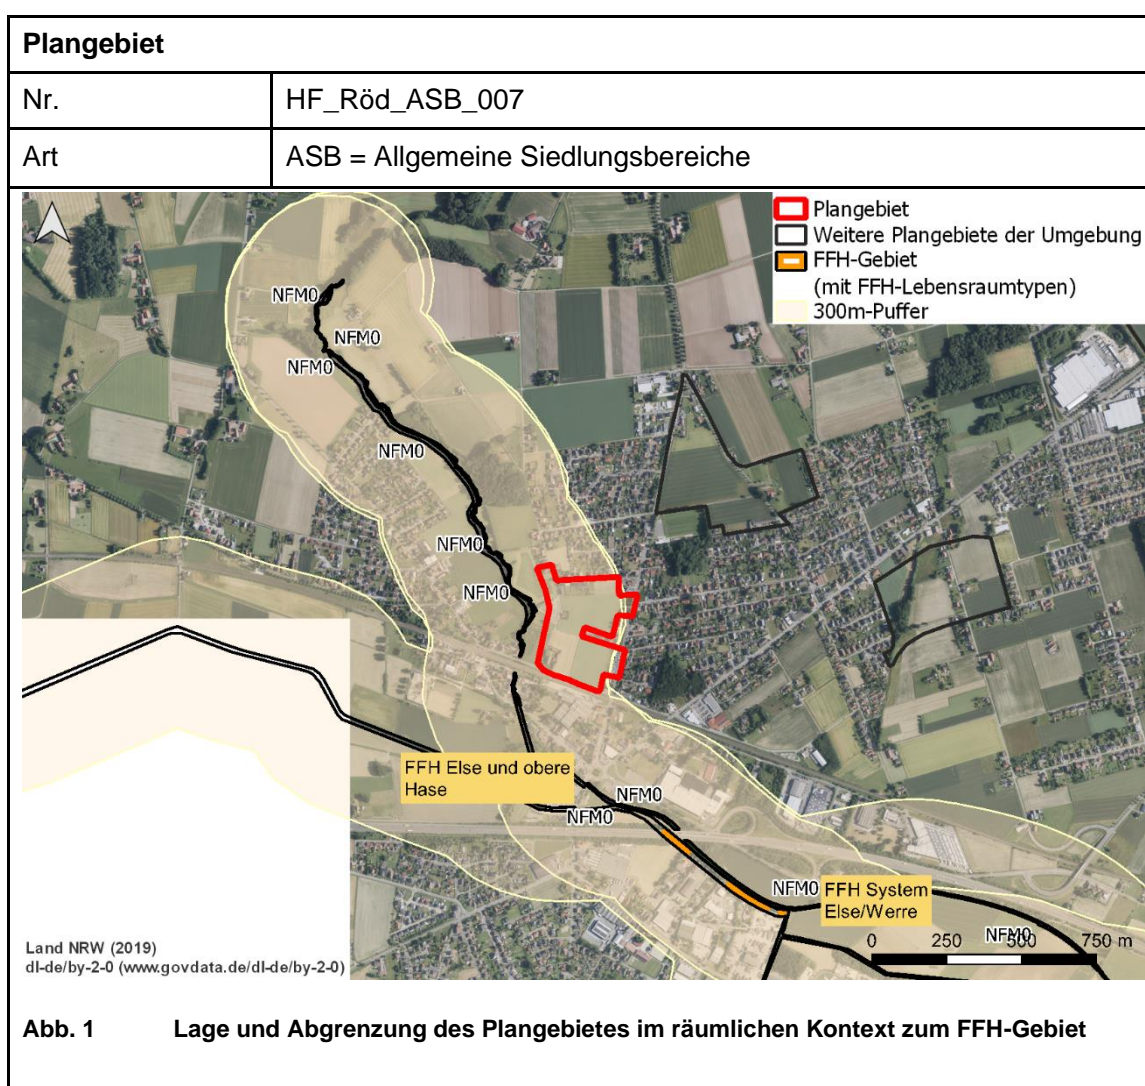 Plangebiet
Nr. HF_Röd_ASB_007
Art ASB = Allgemeine Siedlungsbereiche
Plangebiet
Weitere Plangebiete der Umgebung
FFH-Gebiet
(mit FFH-Lebensraumtypen)
300m-Puffer
NFM0
NFM0
NFM0
NFM0
NFM0
NFM0
FFH Else und obere
Hase
NFM0
NFM0
NFM0
FFH System
Else/Werre
NFM0
0 250 500 750 m
Land NRW (2019)
dl-de/by-2-0 (www.govdata.de/dl-de/by-2-0)
Abb. 1 Lage und Abgrenzung des Plangebietes im räumlichen Kontext zum FFH-Gebiet